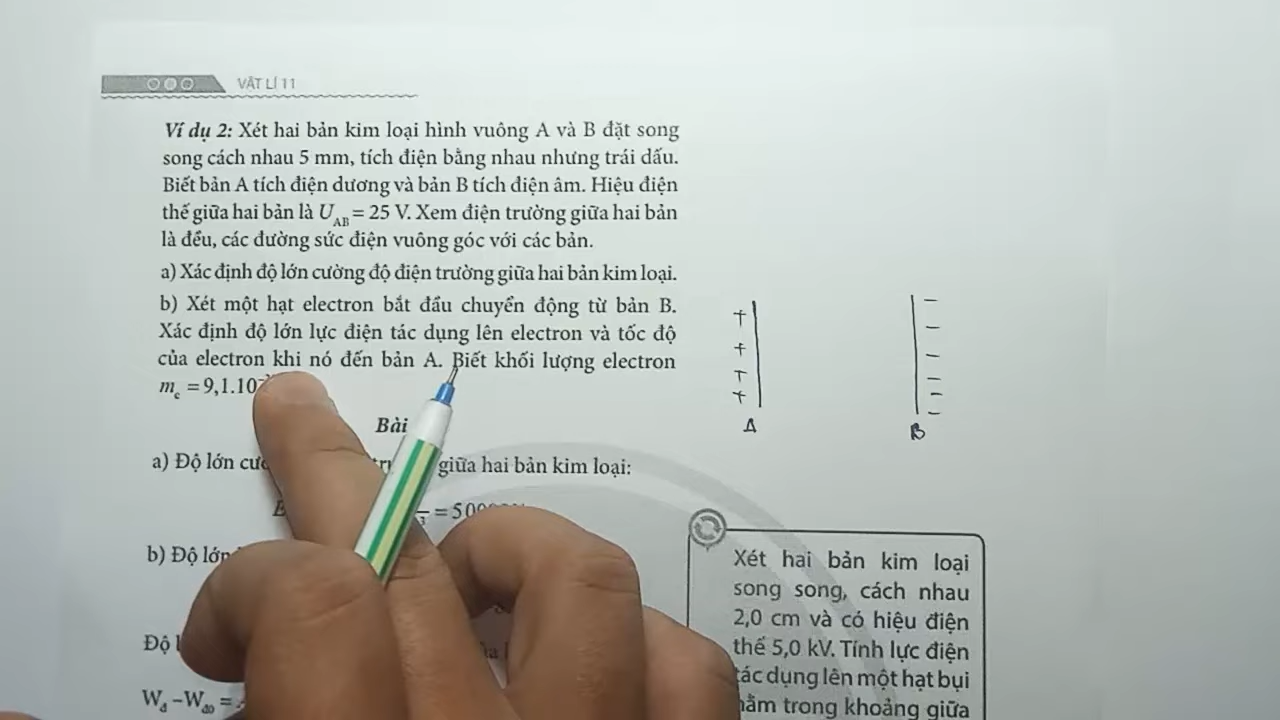 VẬT LÍ 11
Ví dụ 2: Xét hai bản kim loại hình vuông A và B đặt song
song cách nhau 5 mm, tích điện bằng nhau nhưng trái dấu.
Biết bản A tích điện dương và bản B tích điện âm. Hiệu điện
thế giữa hai bản là U_AB = 25 V. Xem điện trường giữa hai bản
là đều, các đường sức điện vuông góc với các bản.
a) Xác định độ lớn cường độ điện trường giữa hai bản kim loại.
b) Xét một hạt electron bắt đầu chuyển động từ bản B.
Xác định độ lớn lực điện tác dụng lên electron và tốc độ
của electron khi nó đến bản A. Biết khối lượng electron
m_e = 9,1.10
Bài
a) Độ lớn giữa hai bản kim loại:
= 500
b) Độ lớn
Độ
W_đ – W_đ0 =
+ −
+ −
+ −
+ −
−
−
A B
Xét hai bản kim loại
song song, cách nhau
2,0 cm và có hiệu điện
thế 5,0 kV. Tính lực điện
tác dụng lên một hạt bụi
nằm trong khoảng giữa